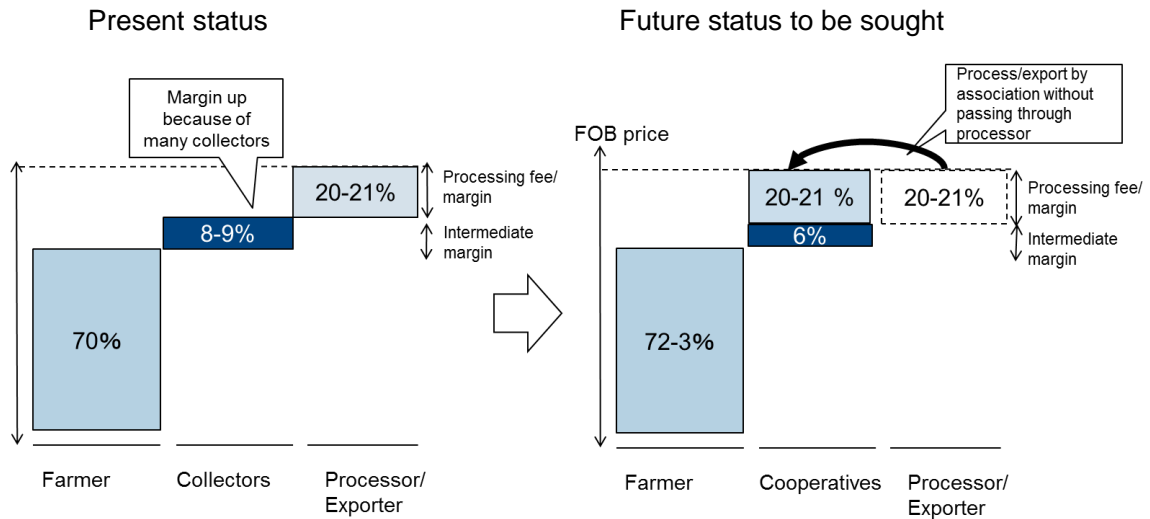 Present status
Margin up
because of
many collectors
20-21%
Processing fee/
margin
8-9%
Intermediate
margin
70%
Farmer
Collectors
Processor/
Exporter
Future status to be sought
Process/export by
association without
passing through
processor
FOB price
20-21 %
20-21%
Processing fee/
margin
6%
Intermediate
margin
72-3%
Farmer
Cooperatives
Processor/
Exporter